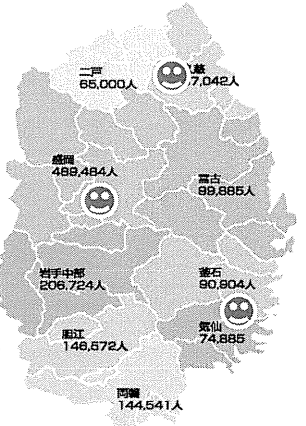 二戸
65,000人
慈
7,042人
盛岡
489,484人
宮古
99,885人
岩手中部
206,724人
釜石
90,904人
胆江
146,572人
気仙
74,885
両磐
144,541人